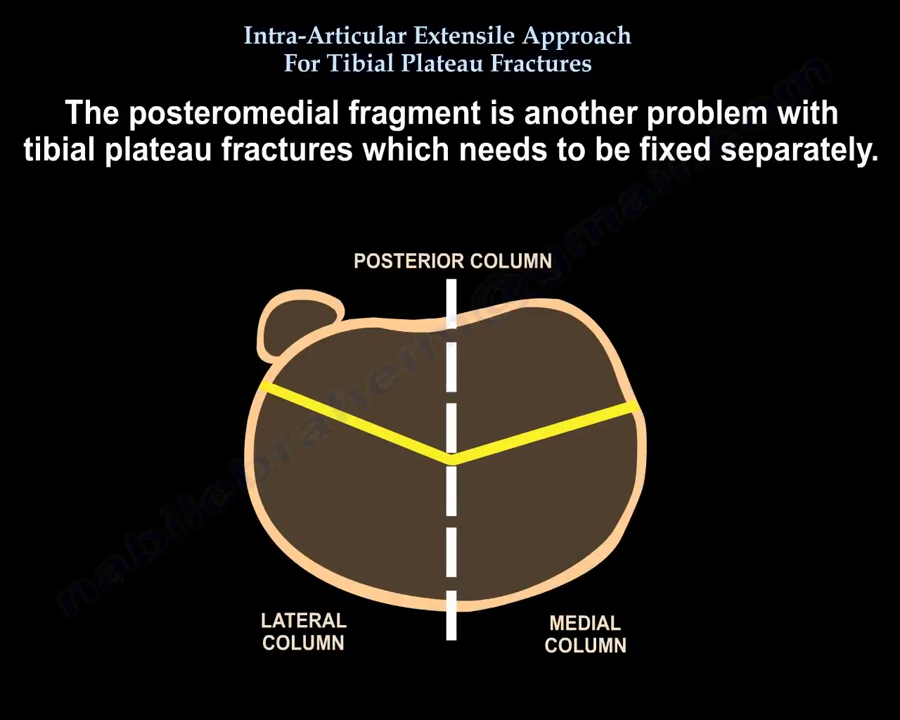 Intra-Articular Extensile Approach
For Tibial Plateau Fractures
The posteromedial fragment is another problem with
tibial plateau fractures which needs to be fixed separately.
POSTERIOR COLUMN
LATERAL
COLUMN
MEDIAL
COLUMN